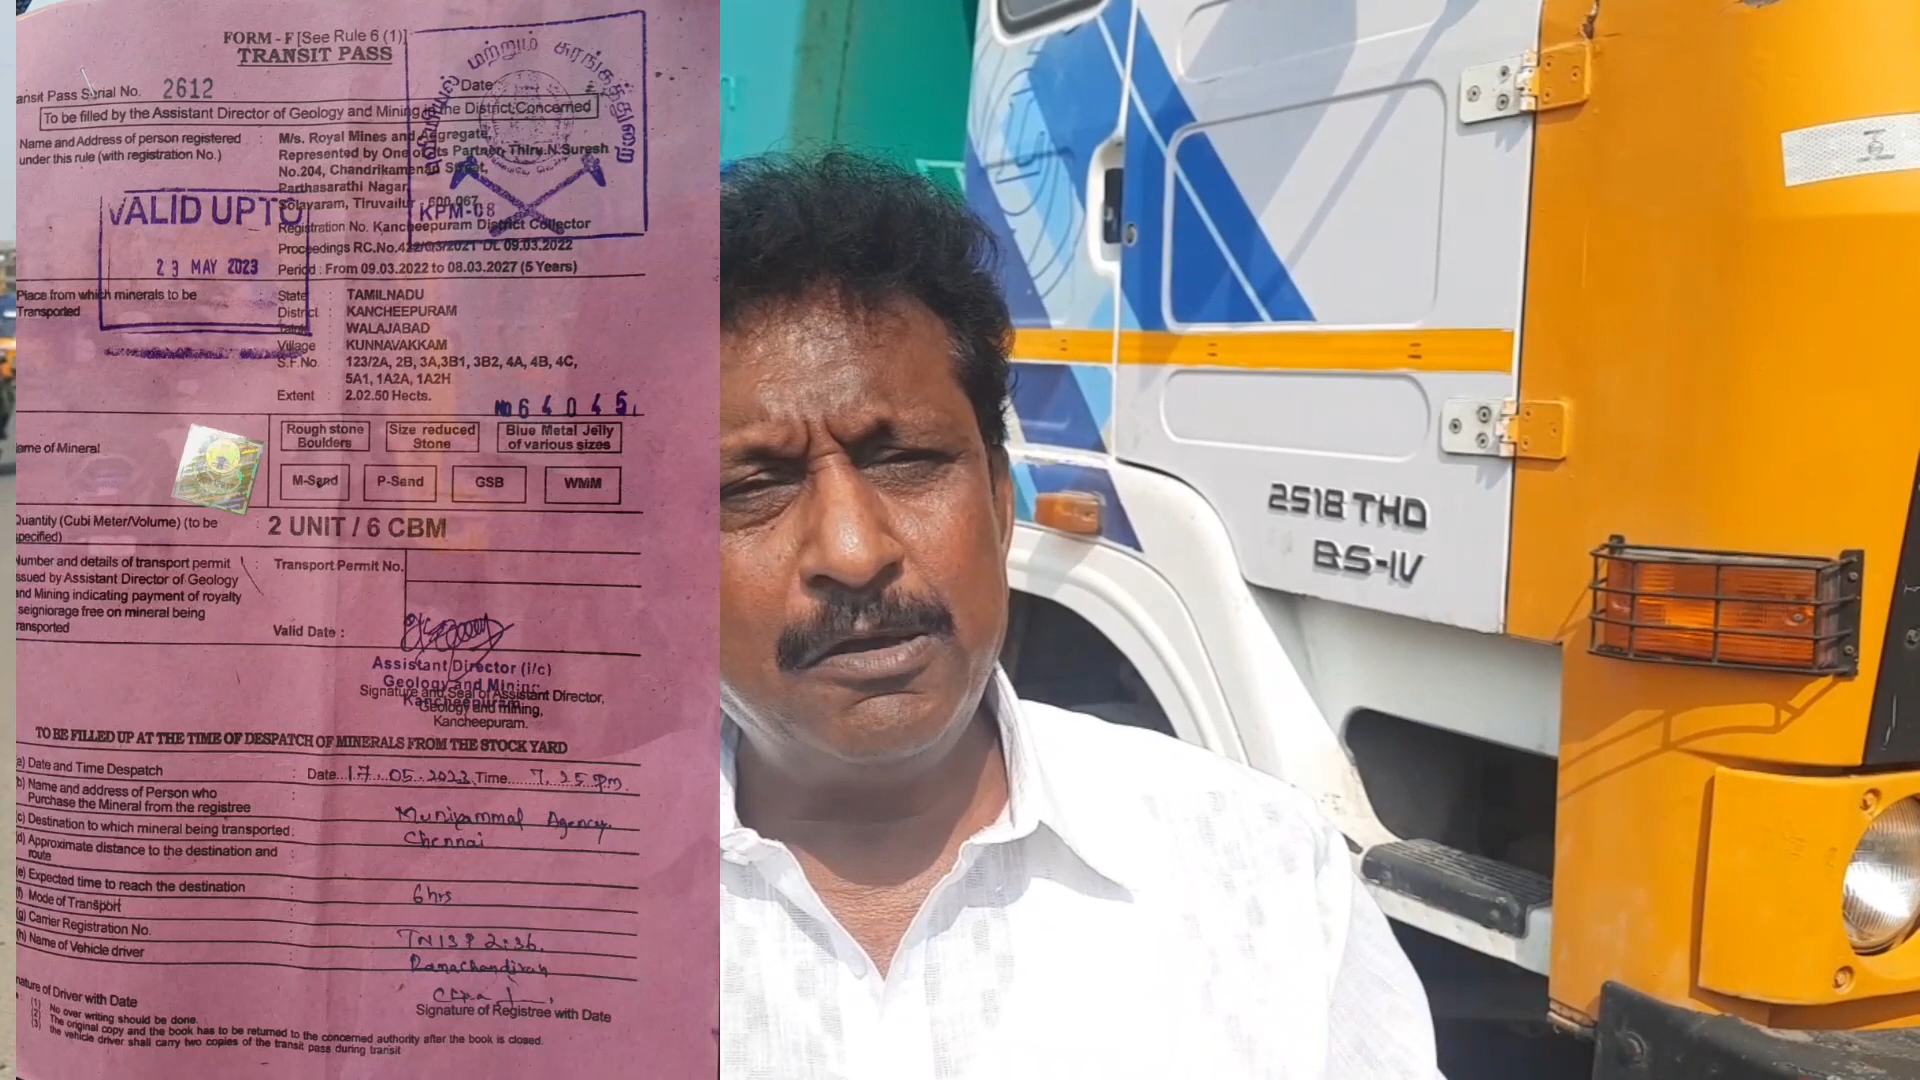 FORM - F [See Rule 6 (1)]
TRANSIT PASS
ansit Pass Serial No. 2612
Date
To be filled by the Assistant Director of Geology and Mining in the District Concerned
Name and Address of person registered under this rule (with registration No.) :
M/s. Royal Mines and Aggregate,
Represented by One of its Partner Thiru.N.Suresh
No.204, Chandrikamenan Street,
Parthasarathi Nagar,
Solayaram, Tiruvallur, 600 067.
Registration No. Kancheepuram District Collector
Proceedings RC.No.422/Q3/2021 Dt. 09.03.2022
Period : From 09.03.2022 to 08.03.2027 (5 Years)
மற்றும் சுரங்கத்துறை
KPM-08
VALID UPTO
23 MAY 2023
Place from which minerals to be Transported
State : TAMILNADU
District : KANCHEEPURAM
Taluk : WALAJABAD
Village : KUNNAVAKKAM
S.F.No. : 123/2A, 2B, 3A,3B1, 3B2, 4A, 4B, 4C,
5A1, 1A2A, 1A2H
Extent : 2.02.50 Hects.
No 64045
ame of Mineral
Rough stone Boulders
Size reduced Stone
Blue Metal Jelly of various sizes
M-Sand
P-Send
GSB
WMM
Quantity (Cubi Meter/Volume) (to be specified) : 2 UNIT / 6 CBM
Number and details of transport permit
ssued by Assistant Director of Geology
and Mining indicating payment of royalty
seigniorage free on mineral being
ransported
Transport Permit No.
Valid Date :
Assistant Director (i/c)
Geology and Mining
Kancheepuram
Signature and Seal of Assistant Director,
Geology and mining,
Kancheepuram.
TO BE FILLED UP AT THE TIME OF DESPATCH OF MINERALS FROM THE STOCK YARD
a) Date and Time Despatch : Date 17.05.2023 Time 7.25 pm
b) Name and address of Person who
Purchase the Mineral from the registree : Muniyammal Agency,
(c) Destination to which mineral being transported : Chennai
(d) Approximate distance to the destination and route :
(e) Expected time to reach the destination : 6 hrs
(f) Mode of Transport :
(g) Carrier Registration No. :
(h) Name of Vehicle driver : Ramachandiran
nature of Driver with Date
Signature of Registree with Date
(1) No over writing should be done.
(2) The original copy and the book has to be returned to the concerned authority after the book is closed.
(3) the vehicle driver shall carry two copies of the transit pass during transit
2518 THD
BS-IV